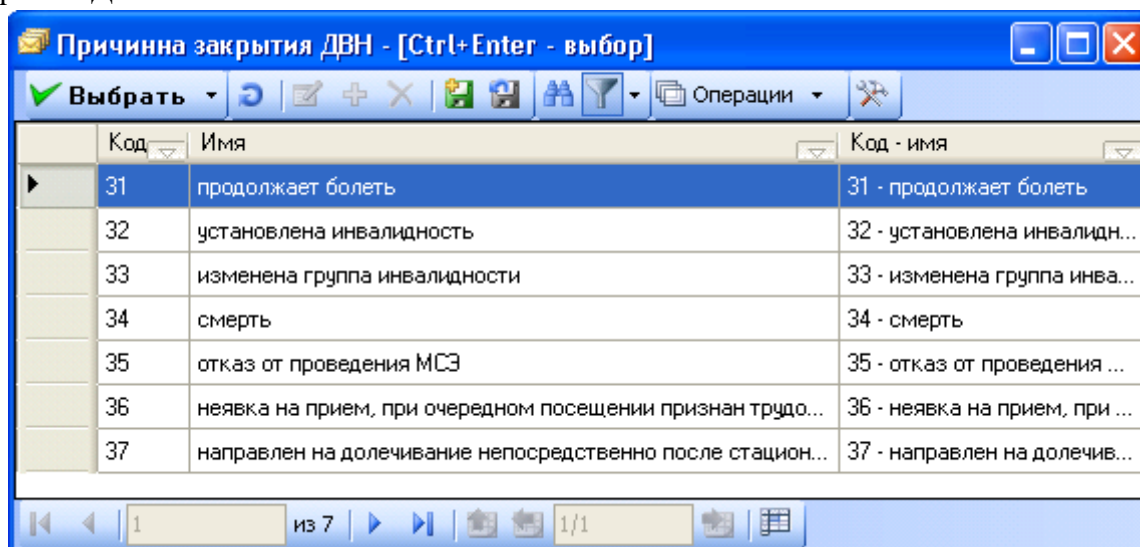 Причинна закрытия ДВН - [Ctrl+Enter - выбор]
Выбрать Операции
Код Имя Код - имя
31 продолжает болеть 31 - продолжает болеть
32 установлена инвалидность 32 - установлена инвалидн...
33 изменена группа инвалидности 33 - изменена группа инва...
34 смерть 34 - смерть
35 отказ от проведения МСЭ 35 - отказ от проведения ...
36 неявка на прием, при очередном посещении признан трудо... 36 - неявка на прием, при ...
37 направлен на долечивание непосредственно после стацион... 37 - направлен на долечив...
1 из 7 1/1